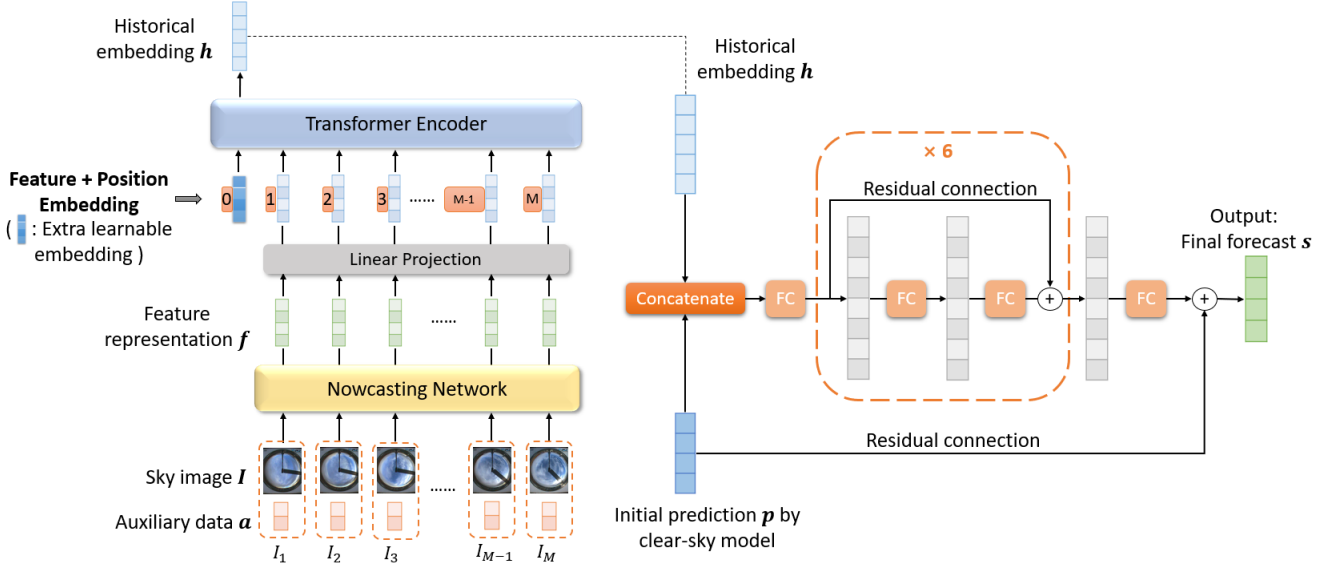 Historical
embedding h
Transformer Encoder
Feature + Position
Embedding
( : Extra learnable
embedding )
0 1 2 3 ...... M-1 M
Linear Projection
Feature
representation f
......
Nowcasting Network
Sky image I
......
Auxiliary data a
I1 I2 I3 IM−1 IM
Historical
embedding h
× 6
Residual connection
Concatenate
FC
FC
FC
+
FC
+
Output:
Final forecast s
Residual connection
Initial prediction p by
clear-sky model